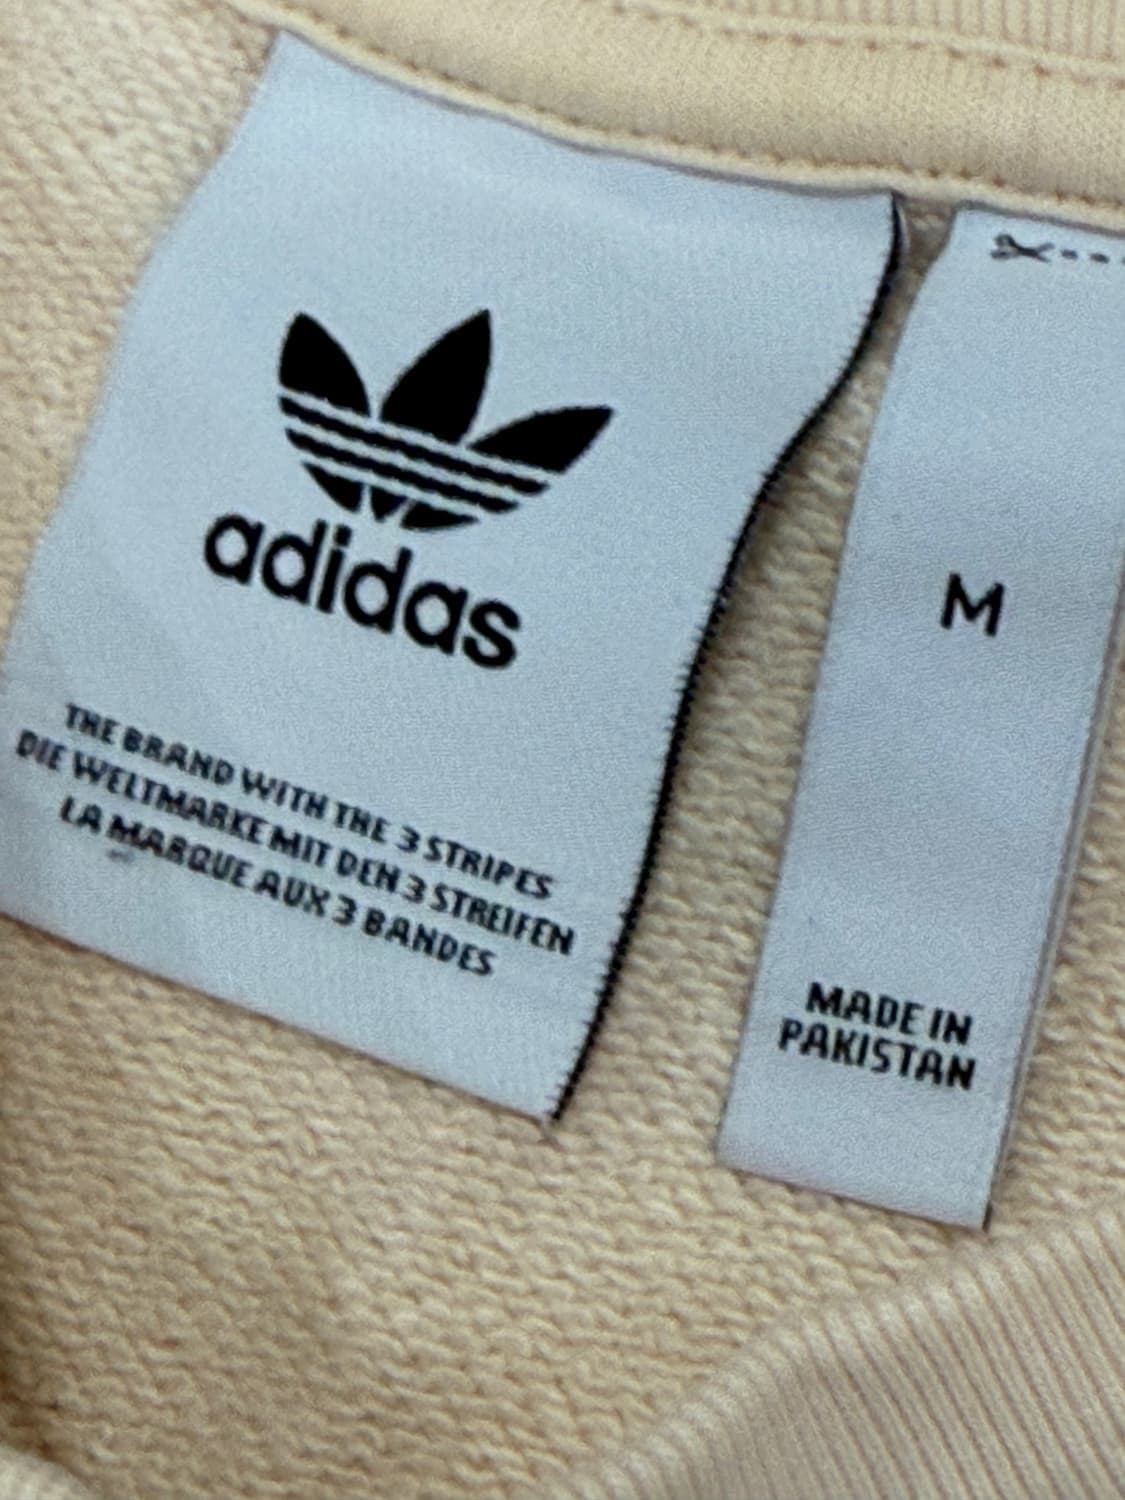 adidas
THE BRAND WITH THE 3 STRIPES
DIE WELTMARKE MIT DEN 3 STREIFEN
LA MARQUE AUX 3 BANDES
M
MADE IN
PAKISTAN